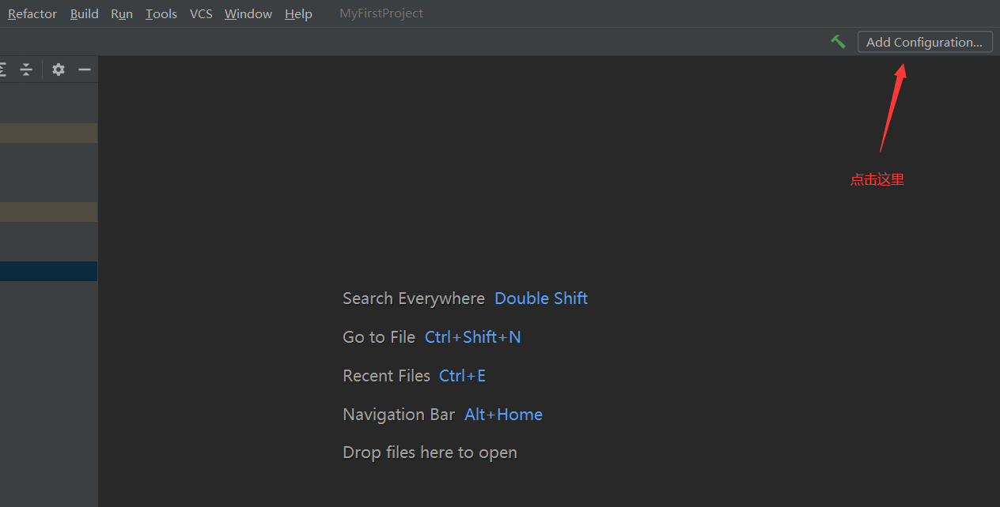 Refactor Build Run Tools VCS Window Help MyFirstProject
Add Configuration...
点击这里
Search Everywhere Double Shift
Go to File Ctrl+Shift+N
Recent Files Ctrl+E
Navigation Bar Alt+Home
Drop files here to open